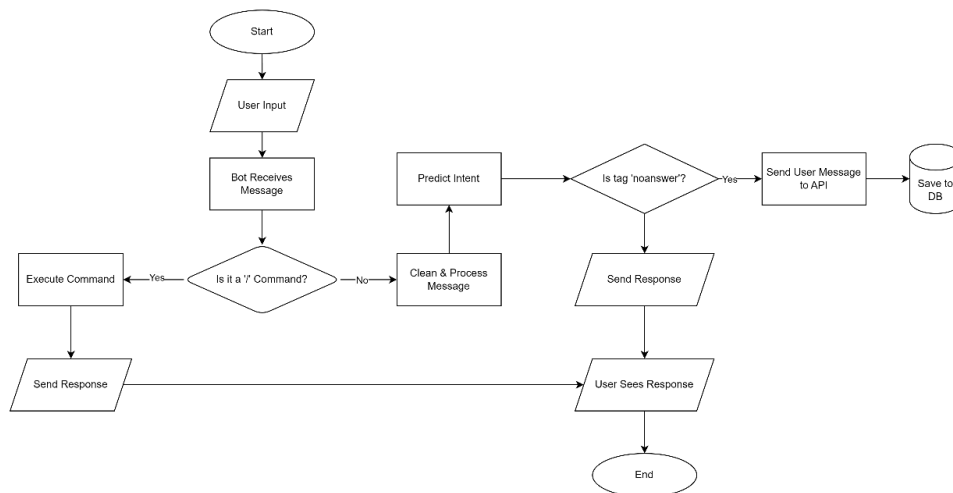 Start
User Input
Bot Receives
Message
Is it a '/' Command?
Yes
No
Execute Command
Send Response
Clean & Process
Message
Predict Intent
Is tag 'noanswer'?
Yes
Send User Message
to API
Save to
DB
Send Response
User Sees Response
End